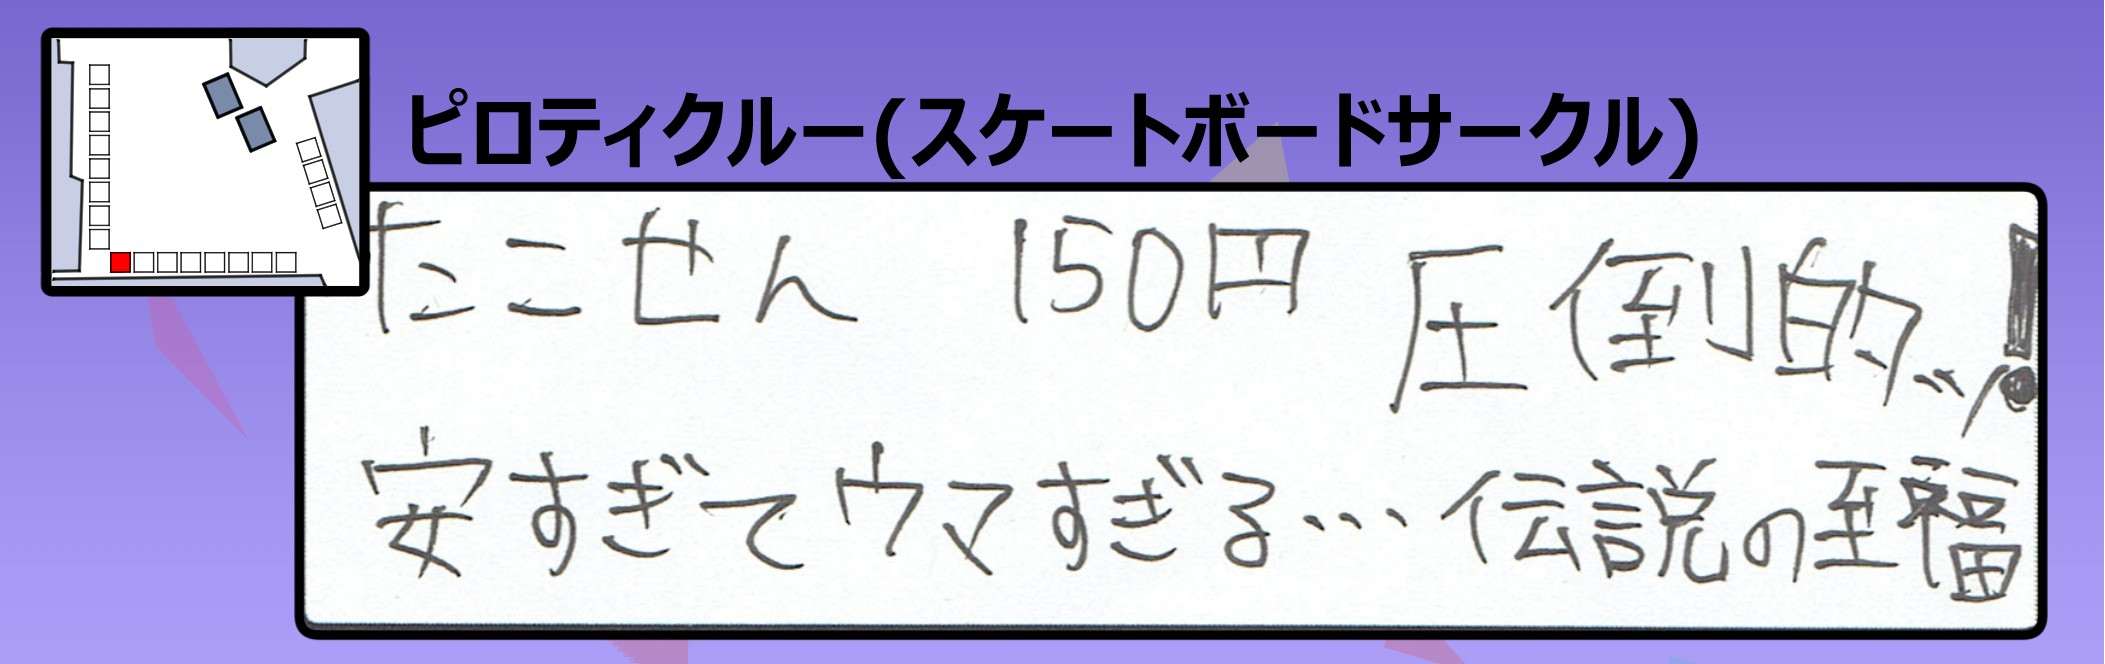 ピロティクルー(スケートボードサークル)
たこせん 150円 圧倒的ッ!
安すぎてウマすぎる…伝説の至福